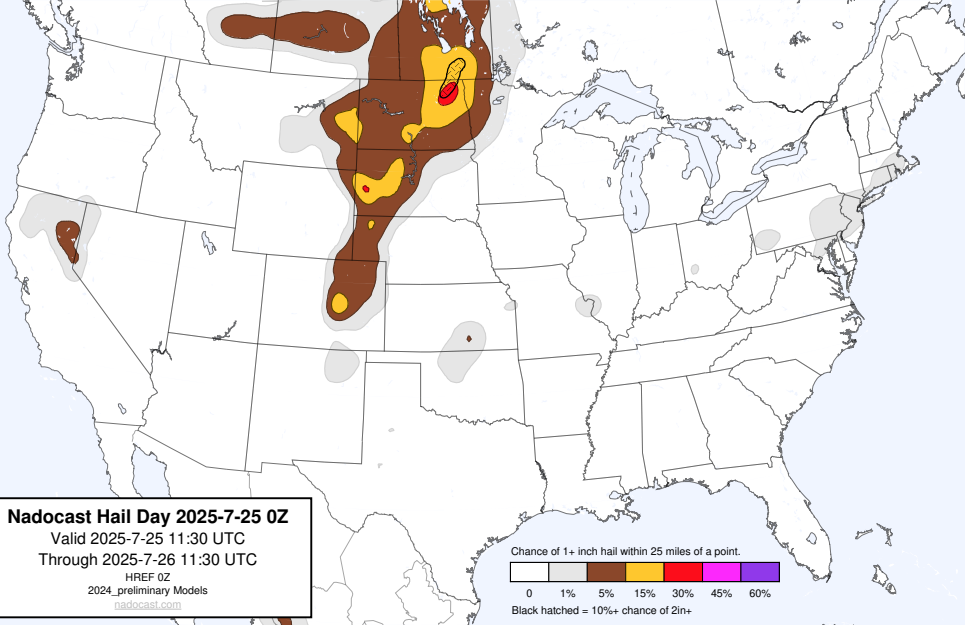 Nadocast Hail Day 2025-7-25 0Z
Valid 2025-7-25 11:30 UTC
Through 2025-7-26 11:30 UTC
HREF 0Z
2024_preliminary Models
nadocast.com
Chance of 1+ inch hail within 25 miles of a point.
0 1% 5% 15% 30% 45% 60%
Black hatched = 10%+ chance of 2in+